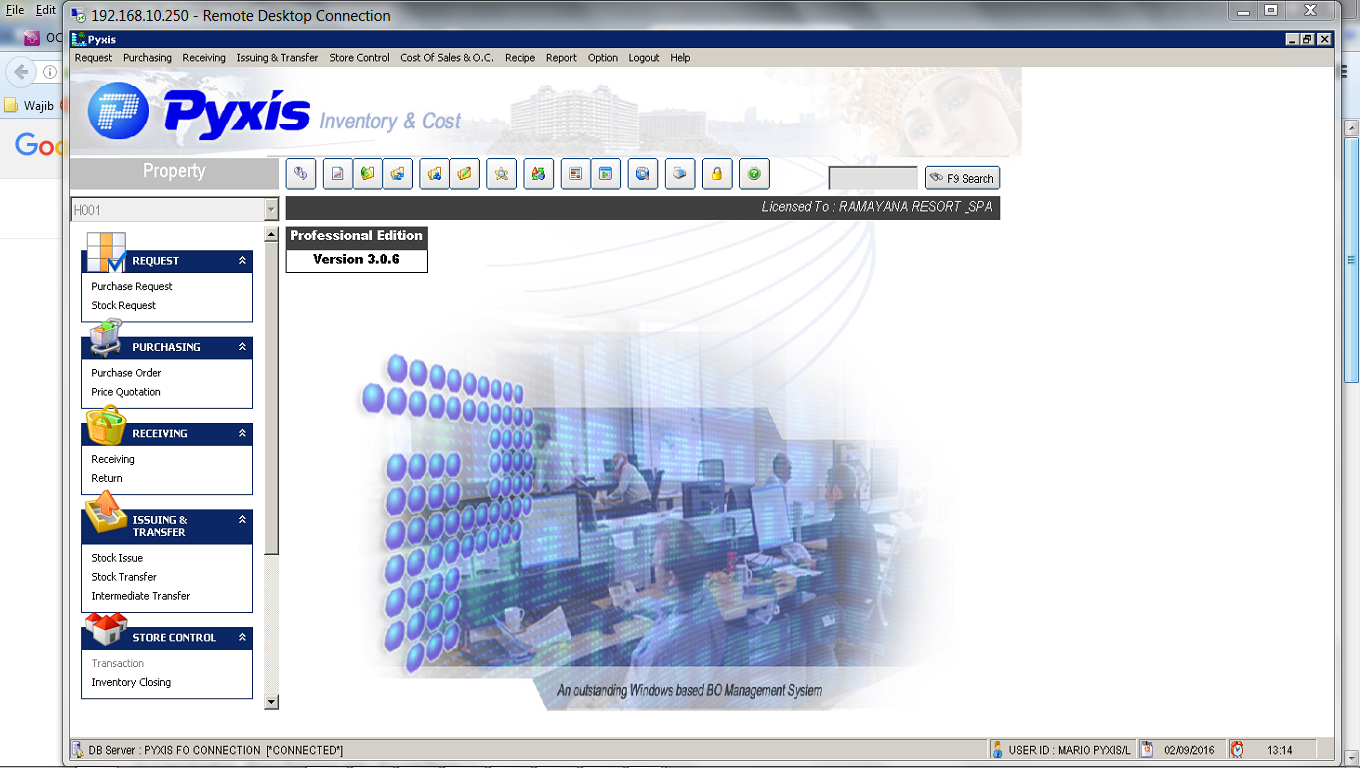 File Edit
192.168.10.250 - Remote Desktop Connection
Pyxis
Request Purchasing Receiving Issuing & Transfer Store Control Cost Of Sales & O.C. Recipe Report Option Logout Help
Wajib
Pyxis Inventory & Cost
Property
F9 Search
H001
Licensed To : RAMAYANA RESORT _SPA
Professional Edition
Version 3.0.6
REQUEST
Purchase Request
Stock Request
PURCHASING
Purchase Order
Price Quotation
RECEIVING
Receiving
Return
ISSUING &
TRANSFER
Stock Issue
Stock Transfer
Intermediate Transfer
STORE CONTROL
Transaction
Inventory Closing
An outstanding Windows based BO Management System
DB Server : PYXIS FO CONNECTION [*CONNECTED*] USER ID : MARIO PYXIS/L 02/09/2016 13:14